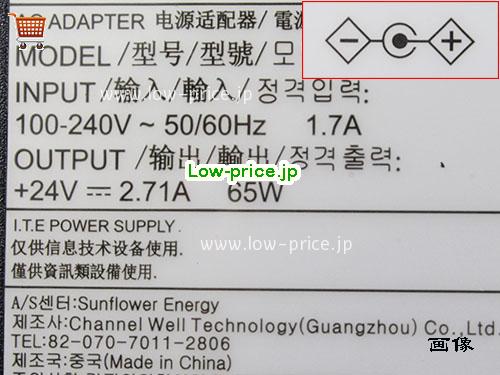 AC ADAPTER 电源适配器/電
MODEL /型号/型號/모
INPUT /输入/輸入/정격입력:
100-240V ~ 50/60Hz 1.7A
OUTPUT /输出/輸出/정격출력:
Low-price.jp
+24V ⎓ 2.71A 65W
I.T.E POWER SUPPLY.
www.low-price.jp
仅供信息技术设备使用.
僅供資訊類設備使用.
A/S센터:Sunflower Energy
제조사:Channel Well Technology(Guangzhou) Co.,Ltd.
TEL:82-070-7011-2806
제조국:중국(Made in China)
画像